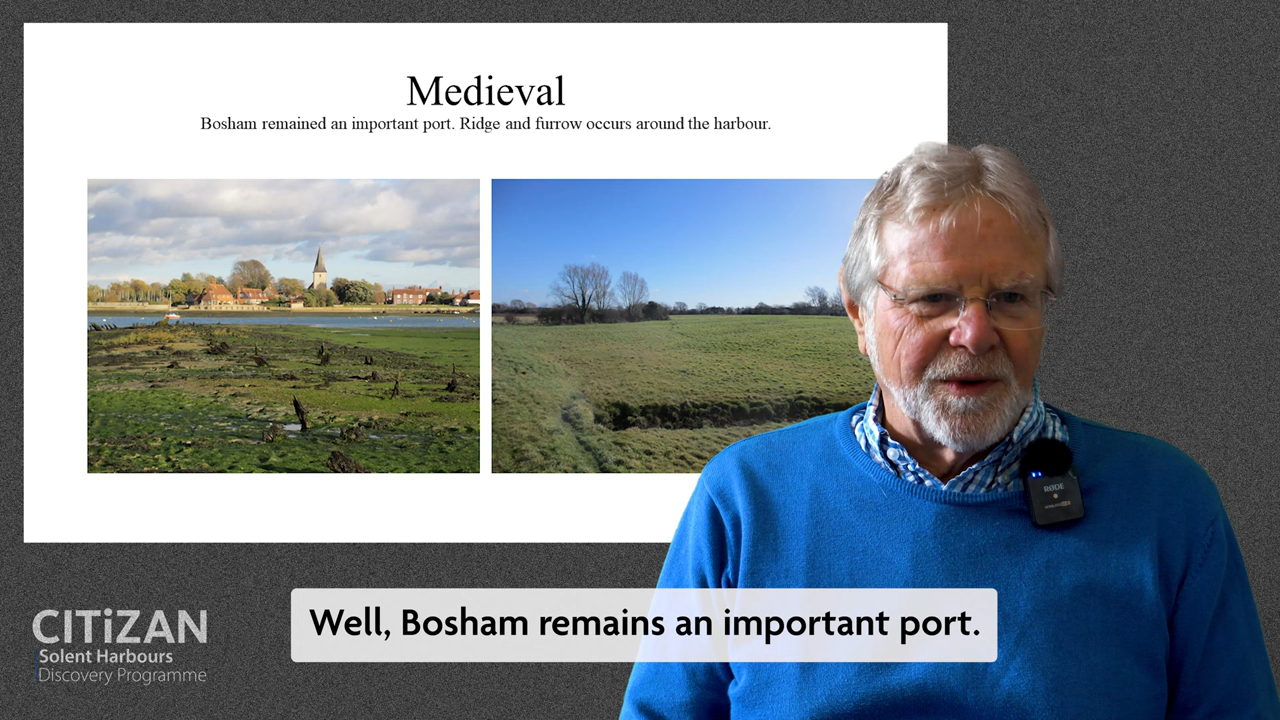 Medieval
Bosham remained an important port. Ridge and furrow occurs around the harbour.
RØDE
Well, Bosham remains an important port.
CITiZAN
Solent Harbours
Discovery Programme